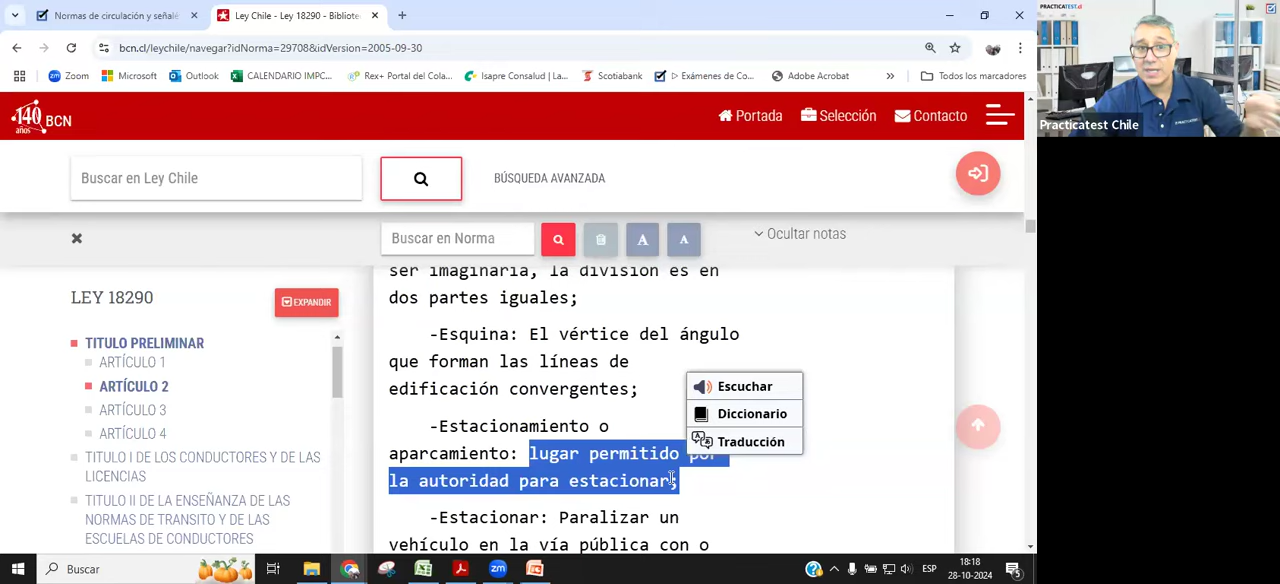 Normas de circulación y señale
Ley Chile - Ley 18290 - Bibliote
bcn.cl/leychile/navegar?idNorma=29708&idVersion=2005-09-30
Zoom
Microsoft
Outlook
CALENDARIO IMPC...
Rex+ Portal del Cola...
Isapre Consalud | La...
Scotiabank
▷ Exámenes de Co...
Adobe Acrobat
»
Todos los marcadores
140 años BCN
Portada
Selección
Contacto
Buscar en Ley Chile
BÚSQUEDA AVANZADA
Buscar en Norma
A
A
Ocultar notas
LEY 18290
EXPANDIR
TITULO PRELIMINAR
ARTÍCULO 1
ARTÍCULO 2
ARTÍCULO 3
ARTÍCULO 4
TITULO I DE LOS CONDUCTORES Y DE LAS
LICENCIAS
TITULO II DE LA ENSEÑANZA DE LAS
NORMAS DE TRANSITO Y DE LAS
ESCUELAS DE CONDUCTORES
ser imaginaria, la división es en
dos partes iguales;
-Esquina: El vértice del ángulo
que forman las líneas de
edificación convergentes;
-Estacionamiento o
aparcamiento: lugar permitido por
la autoridad para estacionar;
-Estacionar: Paralizar un
vehículo en la vía pública con o
Escuchar
Diccionario
Traducción
PRACTICATEST.cl
Practicatest Chile
Buscar
ESP
18:18
28-10-2024
5